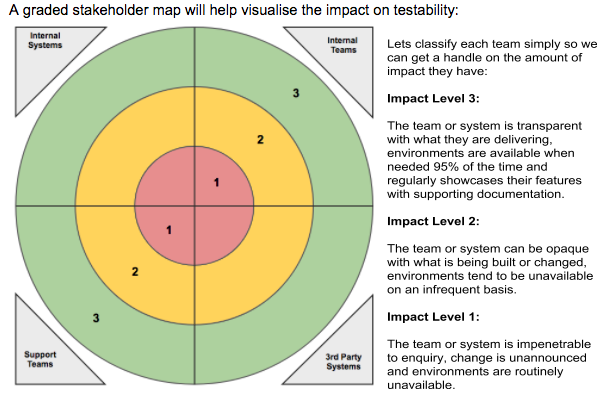 A graded stakeholder map will help visualise the impact on testability:
Internal
Systems
Internal
Teams
3
2
1
1
2
3
Support
Teams
3rd Party
Systems
Lets classify each team simply so we
can get a handle on the amount of
impact they have:
Impact Level 3:
The team or system is transparent
with what they are delivering,
environments are available when
needed 95% of the time and
regularly showcases their features
with supporting documentation.
Impact Level 2:
The team or system can be opaque
with what is being built or changed,
environments tend to be unavailable
on an infrequent basis.
Impact Level 1:
The team or system is impenetrable
to enquiry, change is unannounced
and environments are routinely
unavailable.